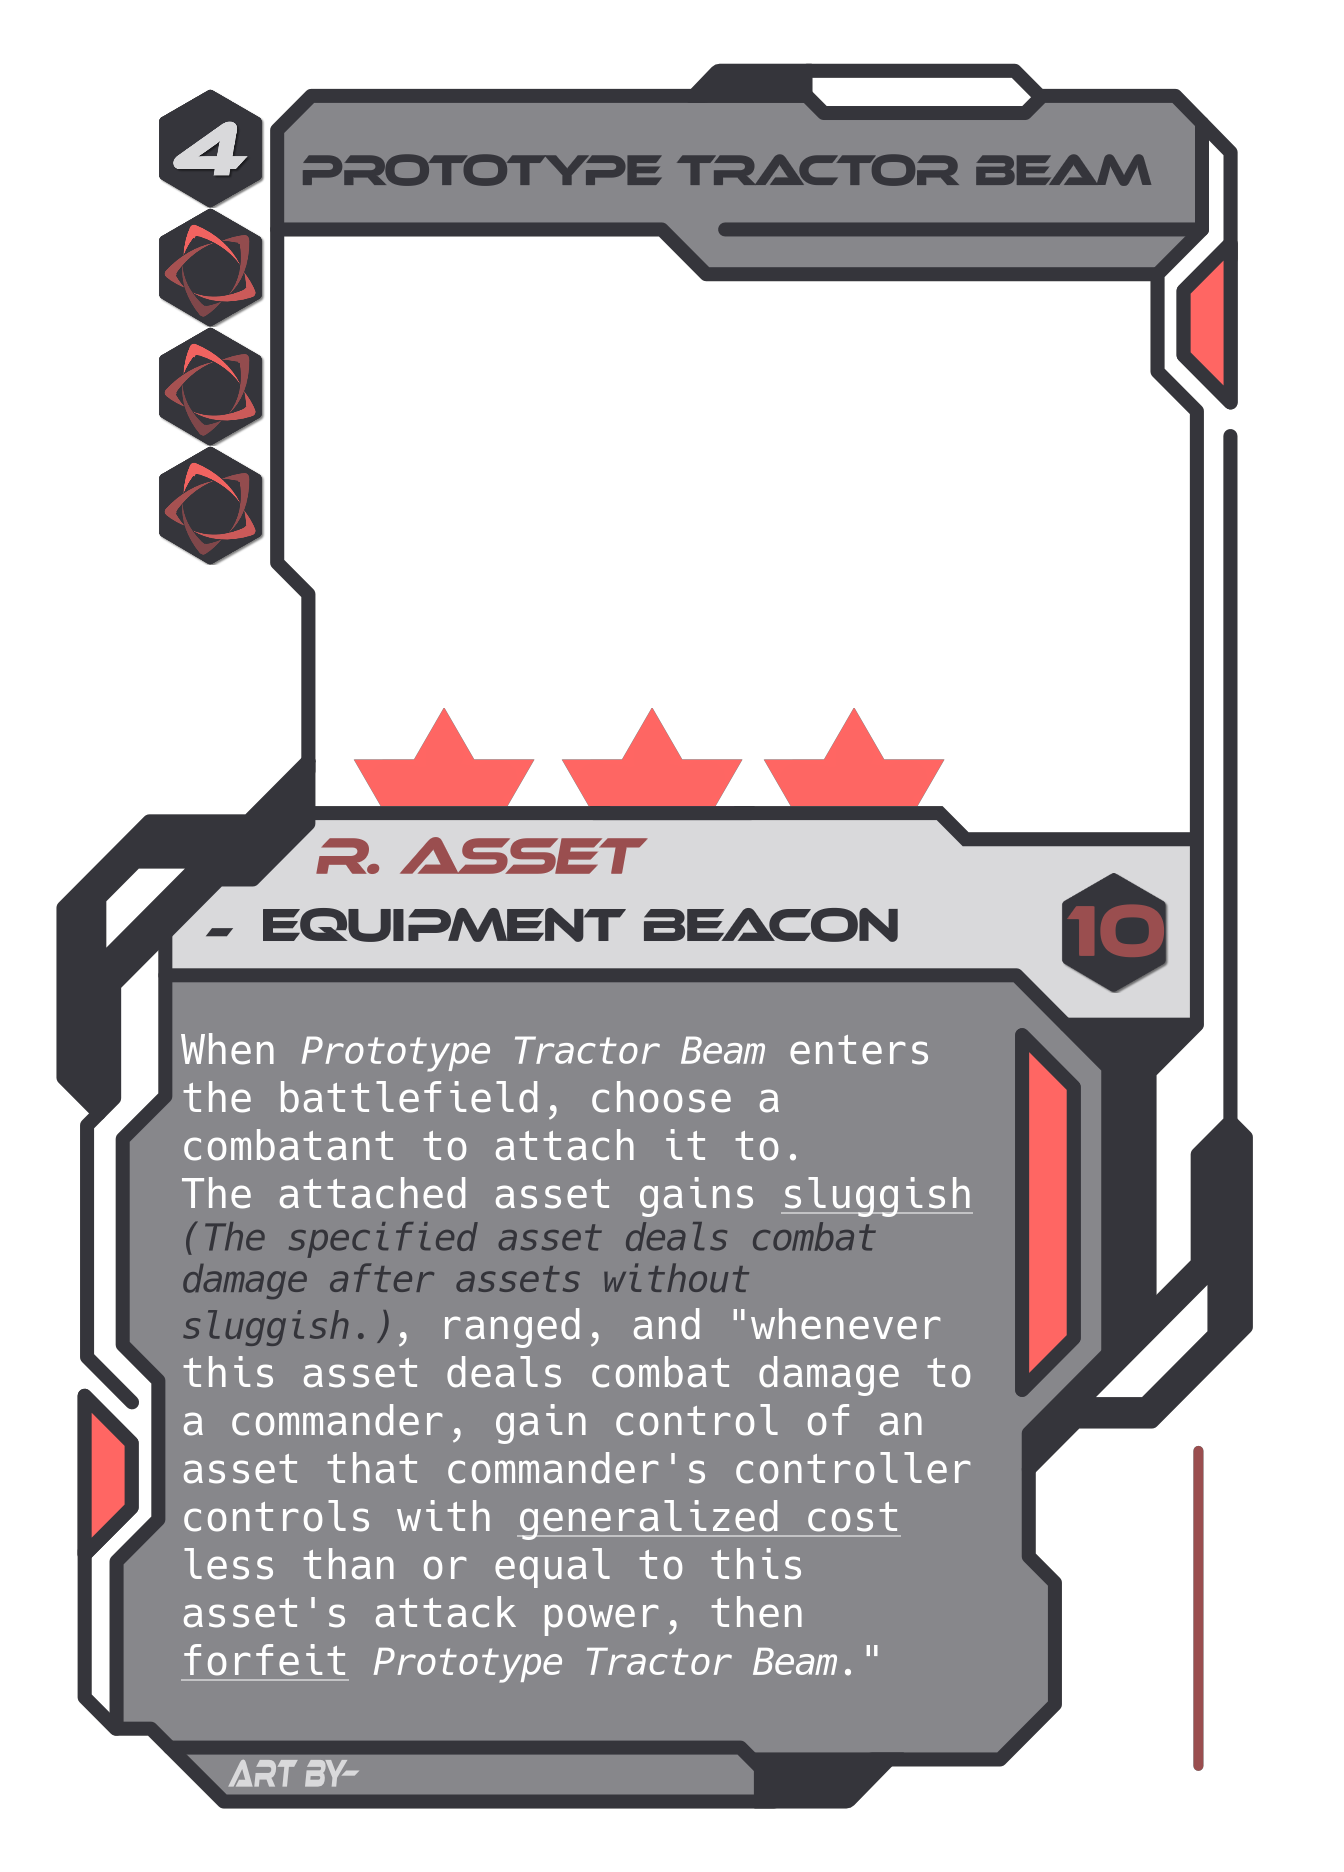 4
PROTOTYPE TRACTOR BEAM
R. ASSET
- EQUIPMENT BEACON
10
When Prototype Tractor Beam enters
the battlefield, choose a
combatant to attach it to.
The attached asset gains sluggish
(The specified asset deals combat
damage after assets without
sluggish.), ranged, and "whenever
this asset deals combat damage to
a commander, gain control of an
asset that commander's controller
controls with generalized cost
less than or equal to this
asset's attack power, then
forfeit Prototype Tractor Beam."
ART BY-